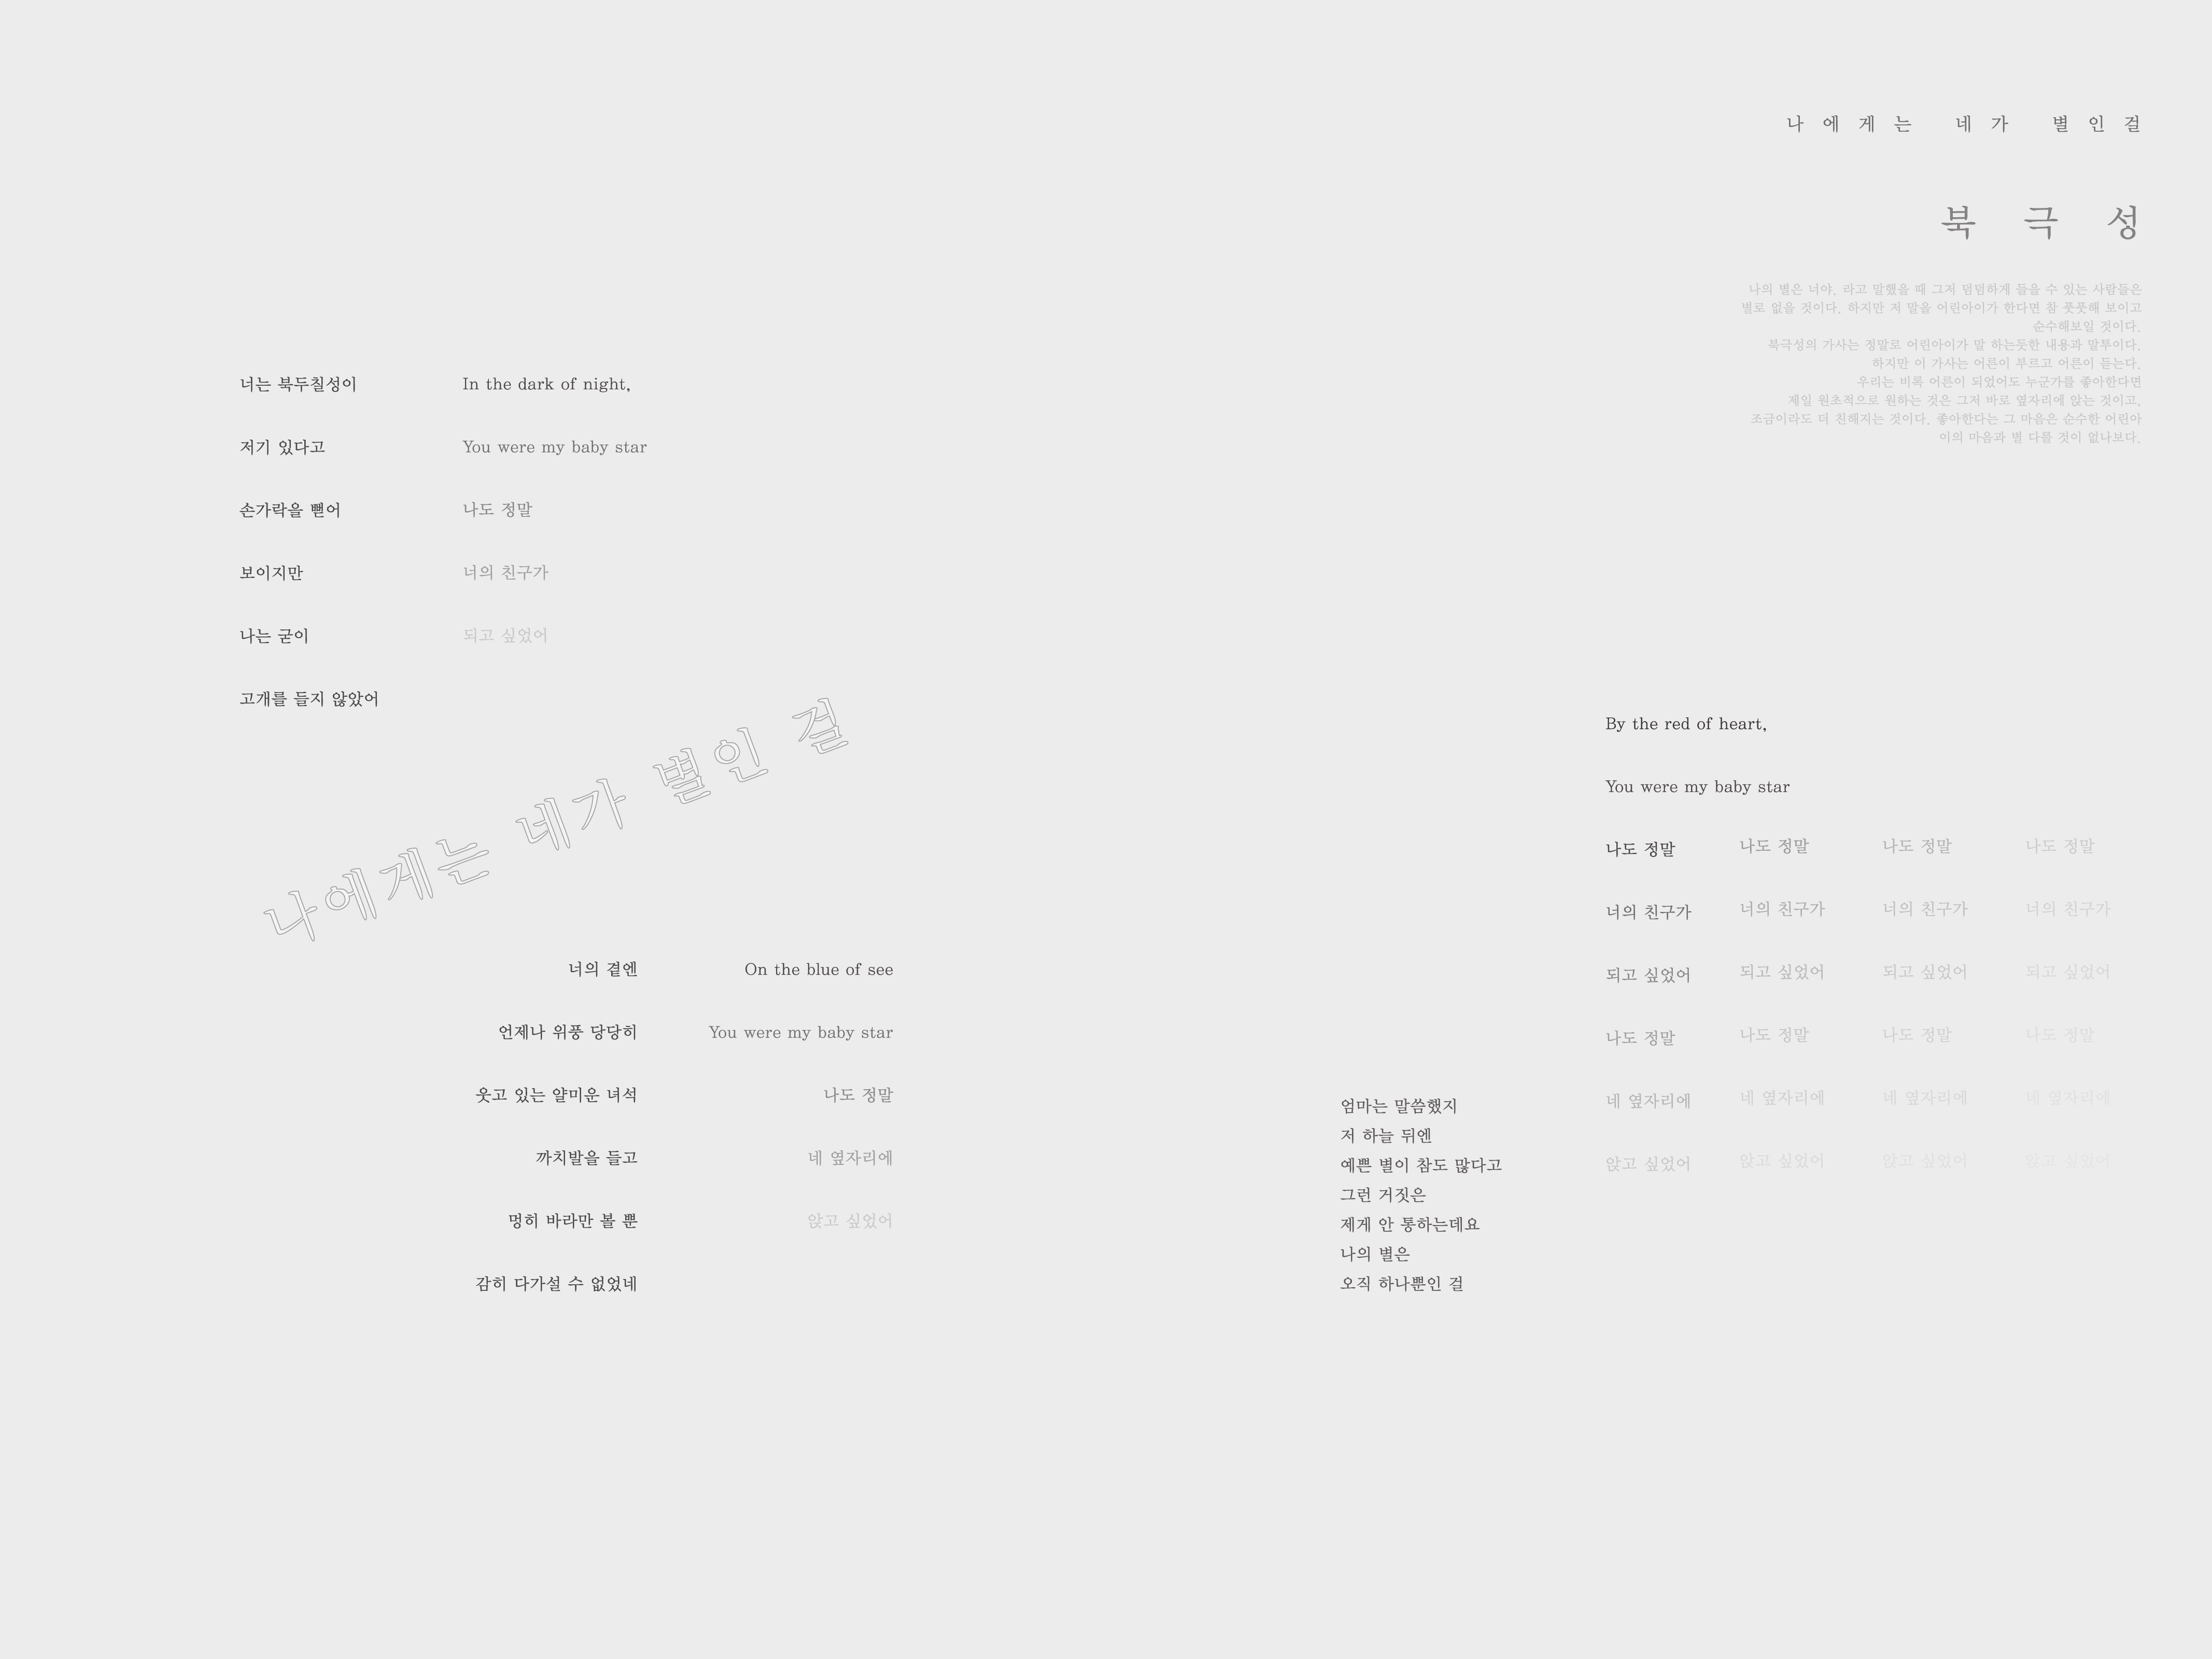 나에게는 네가 별인걸
북극성
나의 별은 너야. 라고 말했을 때 그저 덤덤하게 들을 수 있는 사람들은
별로 없을 것이다. 하지만 저 말을 어린아이가 한다면 참 풋풋해 보이고
순수해보일 것이다.
북극성의 가사는 정말로 어린아이가 말 하는듯한 내용과 말투이다.
하지만 이 가사는 어른이 부르고 어른이 듣는다.
우리는 비록 어른이 되었어도 누군가를 좋아한다면
제일 원초적으로 원하는 것은 그저 바로 옆자리에 앉는 것이고,
조금이라도 더 친해지는 것이다. 좋아한다는 그 마음은 순수한 어린아
이의 마음과 별 다를 것이 없나보다.
너는 북두칠성이
저기 있다고
손가락을 뻗어
보이지만
나는 굳이
고개를 들지 않았어
In the dark of night,
You were my baby star
나도 정말
너의 친구가
되고 싶었어
나에게는 네가 별인 걸
너의 곁엔
언제나 위풍 당당히
웃고 있는 얄미운 녀석
까치발을 들고
멍히 바라만 볼 뿐
감히 다가설 수 없었네
On the blue of see
You were my baby star
나도 정말
네 옆자리에
앉고 싶었어
엄마는 말씀했지
저 하늘 뒤엔
예쁜 별이 참도 많다고
그런 거짓은
제게 안 통하는데요
나의 별은
오직 하나뿐인 걸
By the red of heart,
You were my baby star
나도 정말
너의 친구가
되고 싶었어
나도 정말
네 옆자리에
앉고 싶었어
나도 정말
너의 친구가
되고 싶었어
나도 정말
네 옆자리에
앉고 싶었어
나도 정말
너의 친구가
되고 싶었어
나도 정말
네 옆자리에
앉고 싶었어
나도 정말
너의 친구가
되고 싶었어
나도 정말
네 옆자리에
앉고 싶었어